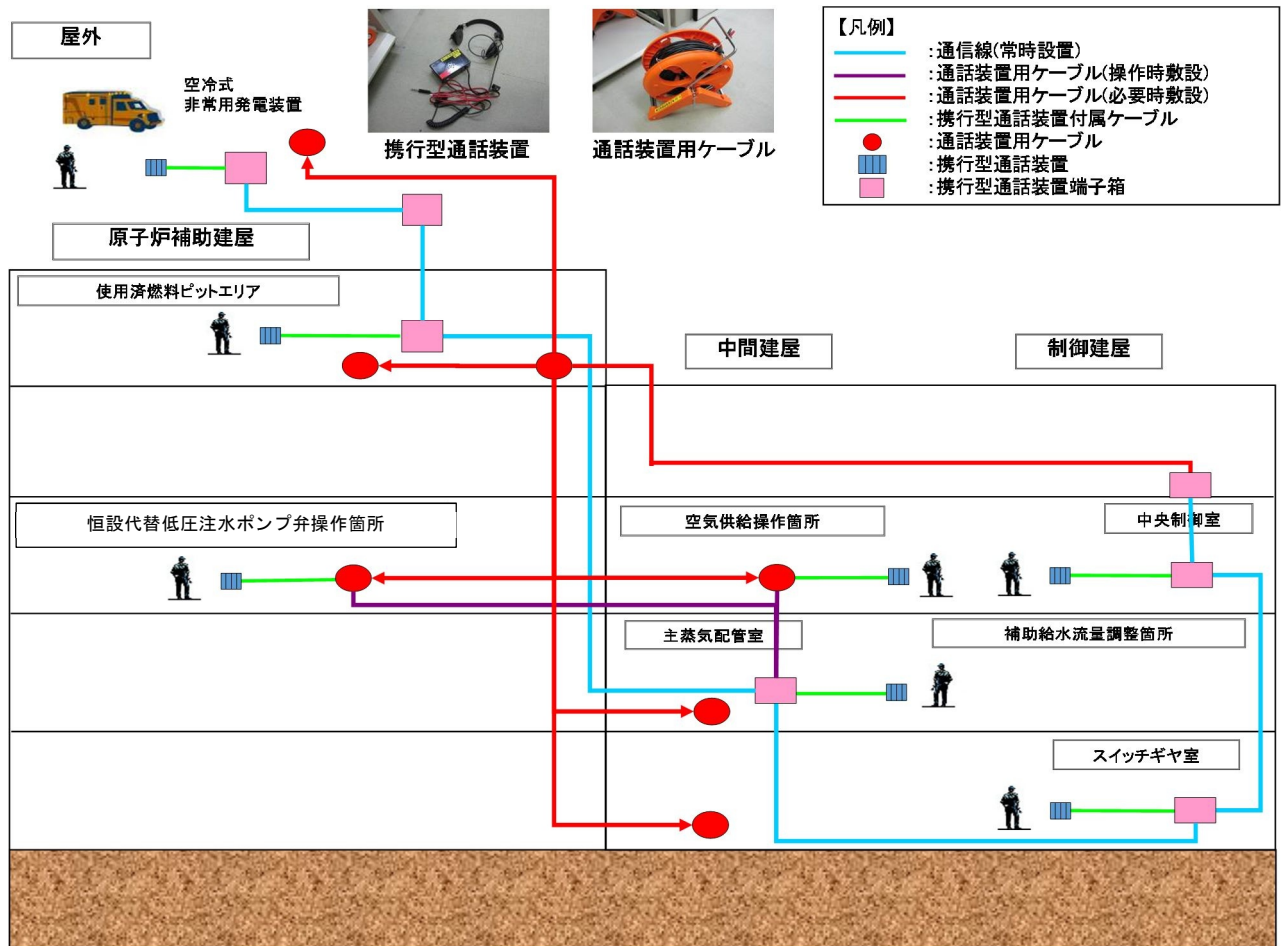 屋外
空冷式
非常用発電装置
携行型通話装置
通話装置用ケーブル
【凡例】
:通信線(常時設置)
:通話装置用ケーブル(操作時敷設)
:通話装置用ケーブル(必要時敷設)
:携行型通話装置付属ケーブル
:通話装置用ケーブル
:携行型通話装置
:携行型通話装置端子箱
原子炉補助建屋
使用済燃料ピットエリア
中間建屋
制御建屋
恒設代替低圧注水ポンプ弁操作箇所
空気供給操作箇所
中央制御室
主蒸気配管室
補助給水流量調整箇所
スイッチギヤ室